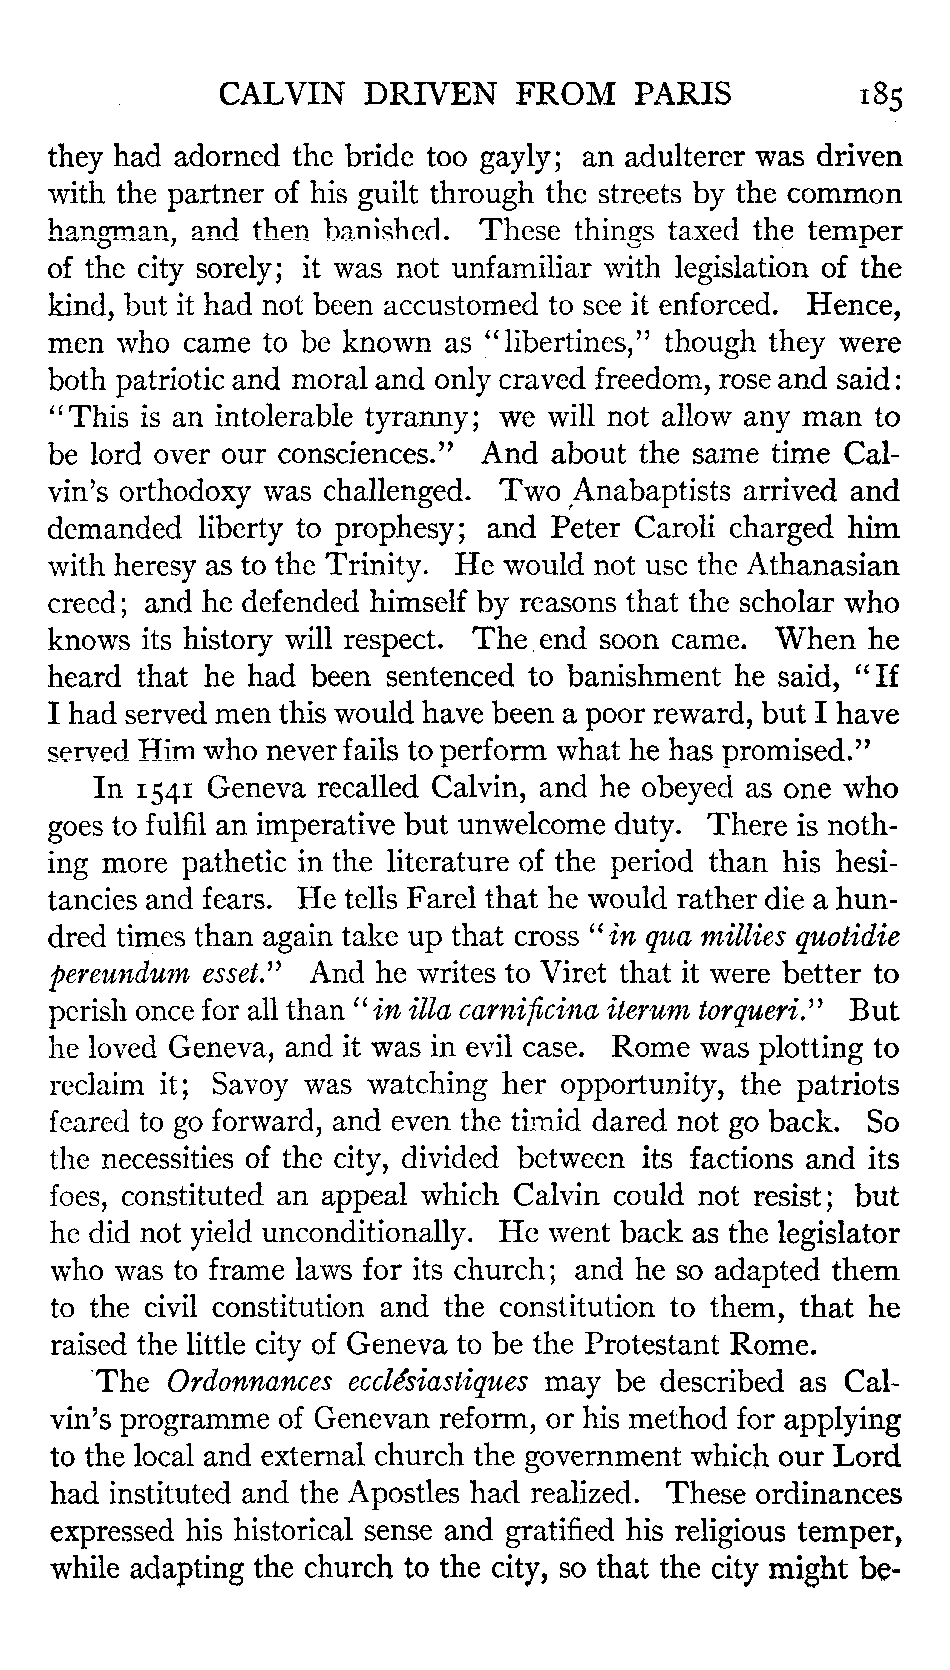 CALVIN DRIVEN FROM PARIS 185
they had adorned the bride too gayly; an adulterer was driven
with the partner of his guilt through the streets by the common
hangman, and then banished. These things taxed the temper
of the city sorely; it was not unfamiliar with legislation of the
kind, but it had not been accustomed to see it enforced. Hence,
men who came to be known as "libertines," though they were
both patriotic and moral and only craved freedom, rose and said:
"This is an intolerable tyranny; we will not allow any man to
be lord over our consciences." And about the same time Cal-
vin's orthodoxy was challenged. Two Anabaptists arrived and
demanded liberty to prophesy; and Peter Caroli charged him
with heresy as to the Trinity. He would not use the Athanasian
creed; and he defended himself by reasons that the scholar who
knows its history will respect. The end soon came. When he
heard that he had been sentenced to banishment he said, "If
I had served men this would have been a poor reward, but I have
served Him who never fails to perform what he has promised."
In 1541 Geneva recalled Calvin, and he obeyed as one who
goes to fulfil an imperative but unwelcome duty. There is noth-
ing more pathetic in the literature of the period than his hesi-
tancies and fears. He tells Farel that he would rather die a hun-
dred times than again take up that cross "in qua millies quotidie
pereundum esset." And he writes to Viret that it were better to
perish once for all than "in illa carnificina iterum torqueri." But
he loved Geneva, and it was in evil case. Rome was plotting to
reclaim it; Savoy was watching her opportunity, the patriots
feared to go forward, and even the timid dared not go back. So
the necessities of the city, divided between its factions and its
foes, constituted an appeal which Calvin could not resist; but
he did not yield unconditionally. He went back as the legislator
who was to frame laws for its church; and he so adapted them
to the civil constitution and the constitution to them, that he
raised the little city of Geneva to be the Protestant Rome.
The Ordonnances ecclésiastiques may be described as Cal-
vin's programme of Genevan reform, or his method for applying
to the local and external church the government which our Lord
had instituted and the Apostles had realized. These ordinances
expressed his historical sense and gratified his religious temper,
while adapting the church to the city, so that the city might be-